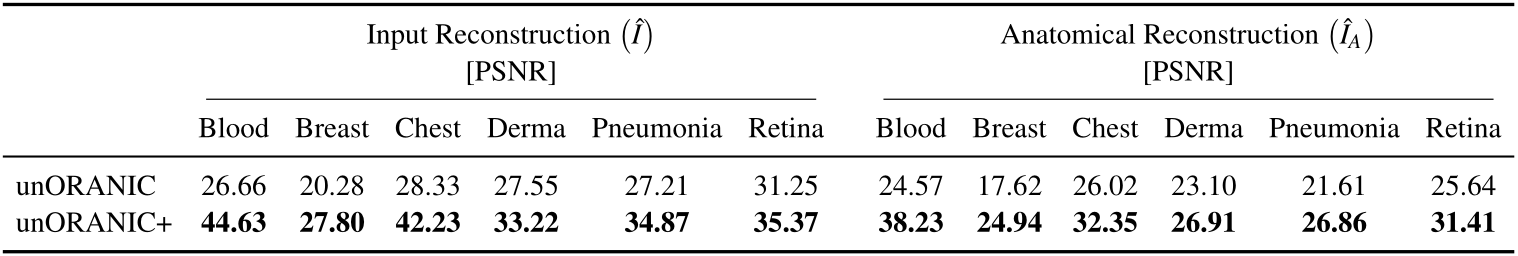 Input Reconstruction (Î) Anatomical Reconstruction (Î_A)
[PSNR] [PSNR]
Blood Breast Chest Derma Pneumonia Retina Blood Breast Chest Derma Pneumonia Retina
unORANIC 26.66 20.28 28.33 27.55 27.21 31.25 24.57 17.62 26.02 23.10 21.61 25.64
unORANIC+ 44.63 27.80 42.23 33.22 34.87 35.37 38.23 24.94 32.35 26.91 26.86 31.41